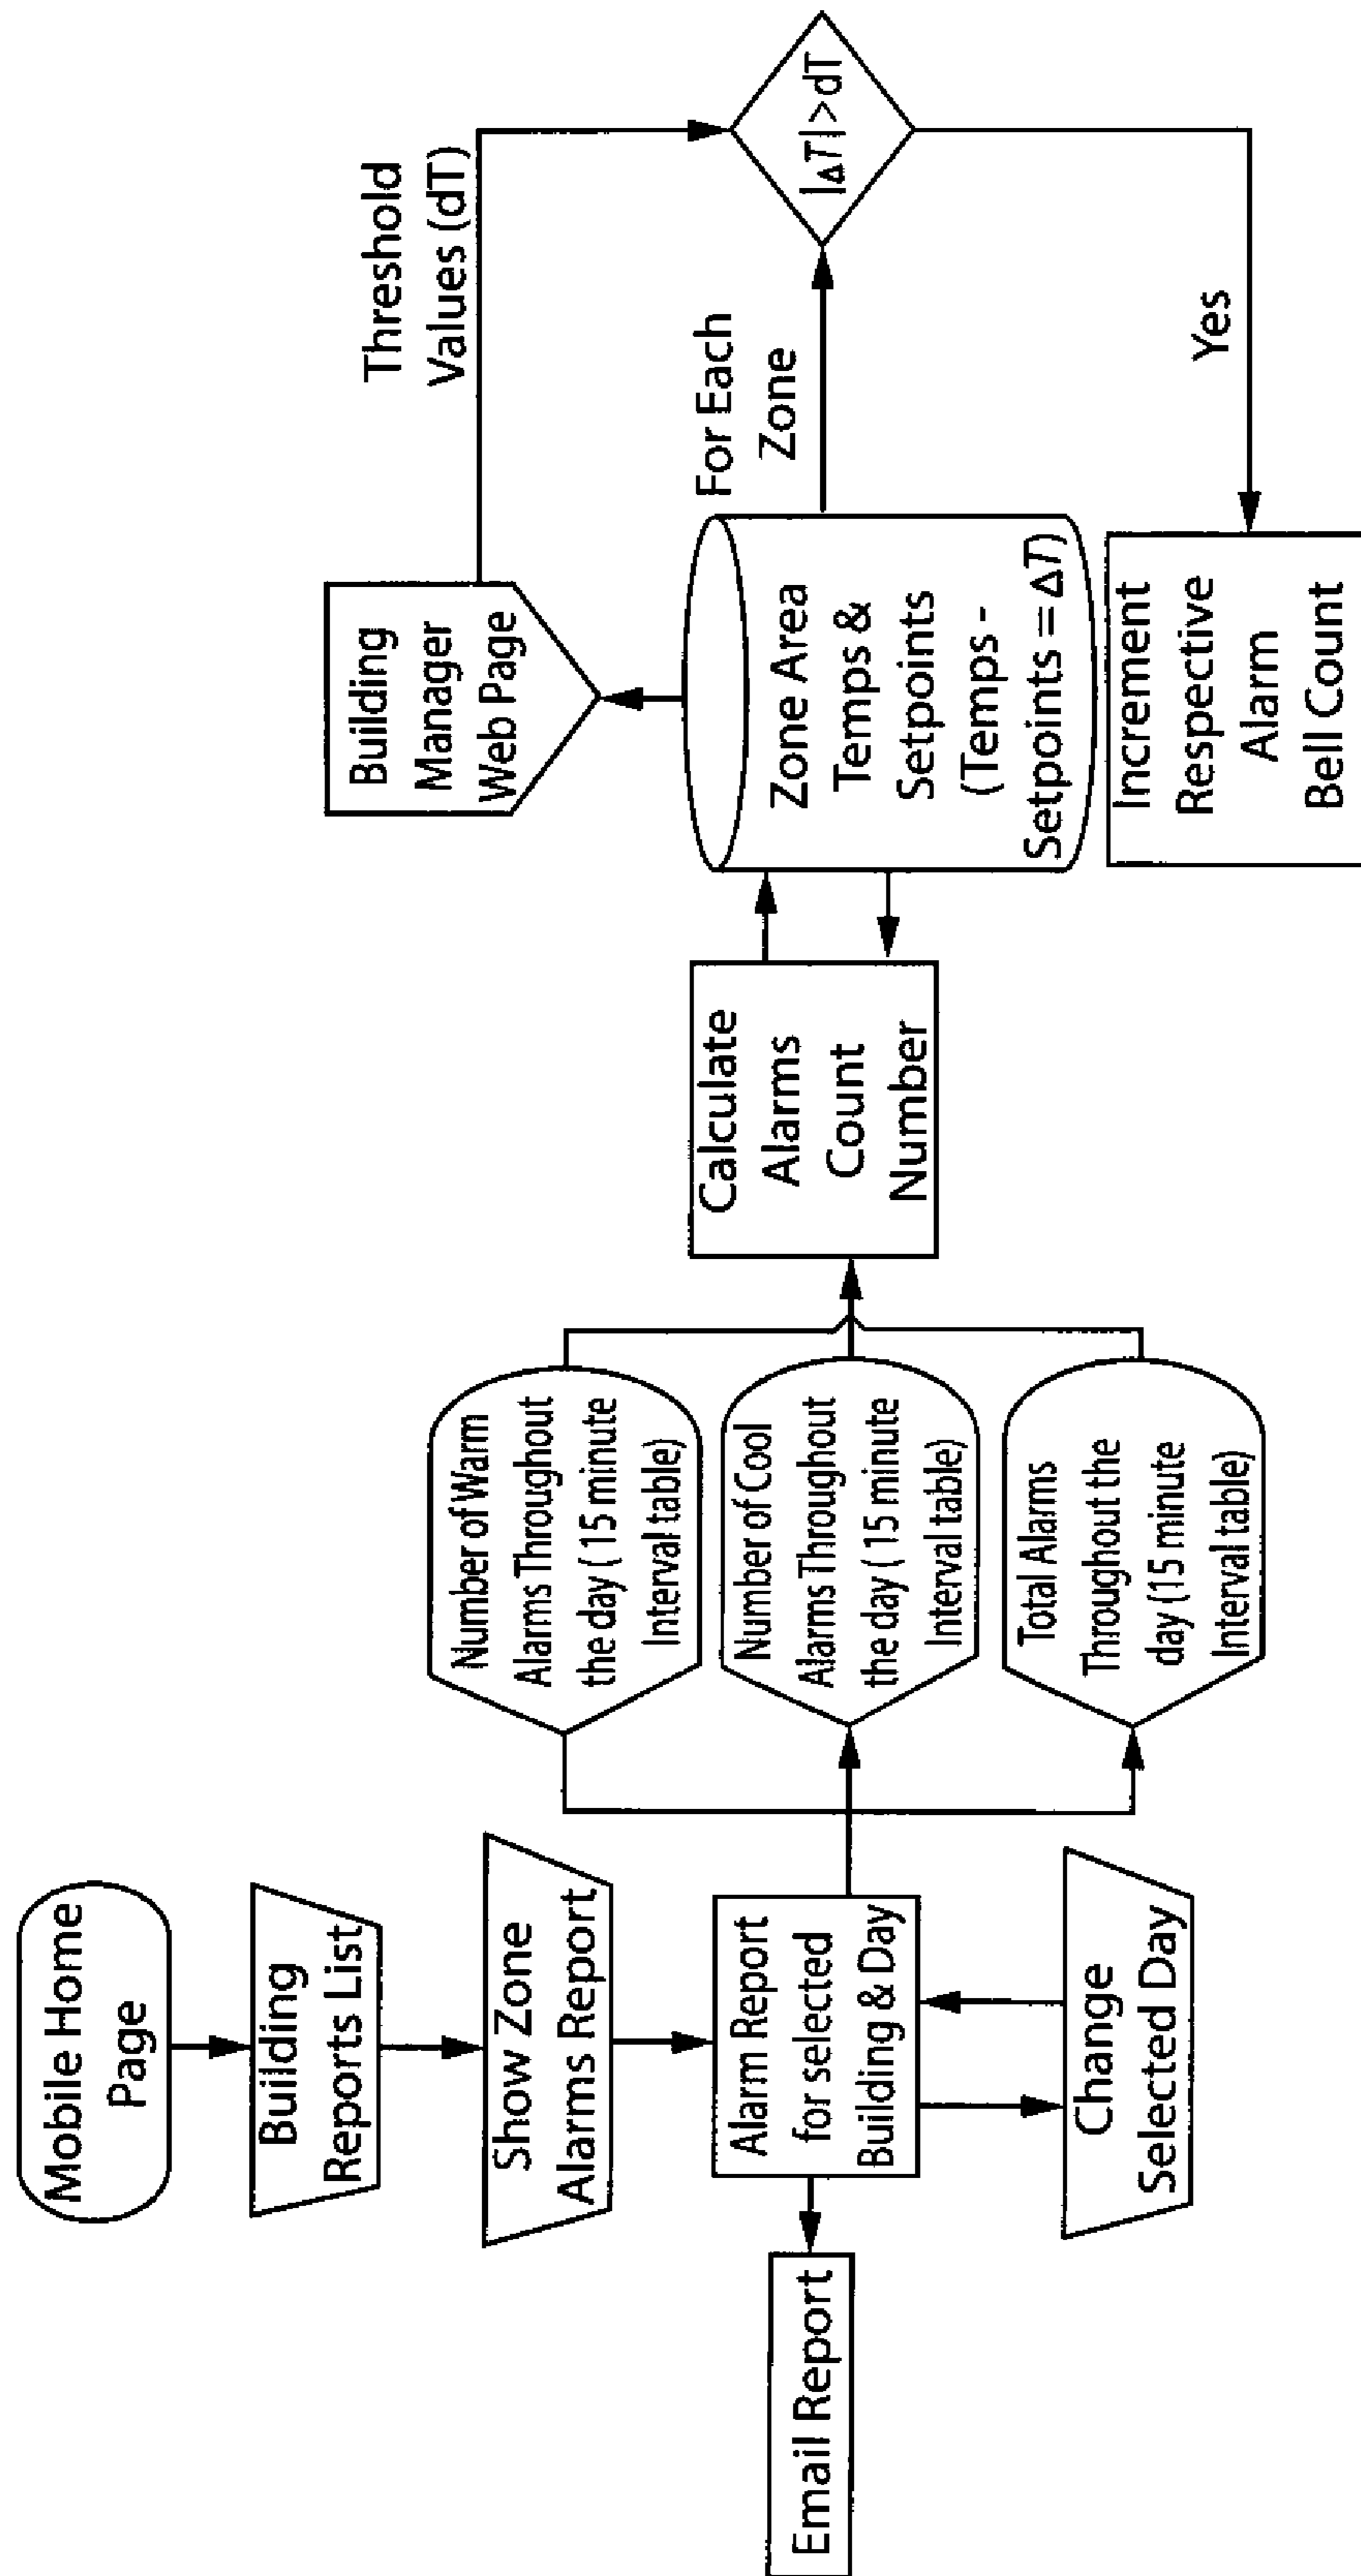 Mobile Home
Page
Building
Reports List
Show Zone
Alarms Report
Alarm Report
for selected
Building & Day
Email Report
Change
Selected Day
Number of Warm
Alarms Throughout
the day ( 15 minute
Interval table)
Number of Cool
Alarms Throughout
the day ( 15 minute
Interval table)
Total Alarms
Throughout the
day (15 minute
Interval table)
Calculate
Alarms
Count
Number
Building
Manager
Web Page
Zone Area
Temps &
Setpoints
(Temps -
Setpoints = ΔT)
For Each
Zone
Threshold
Values (dT)
|ΔT| > dT
Yes
Increment
Respective
Alarm
Bell Count